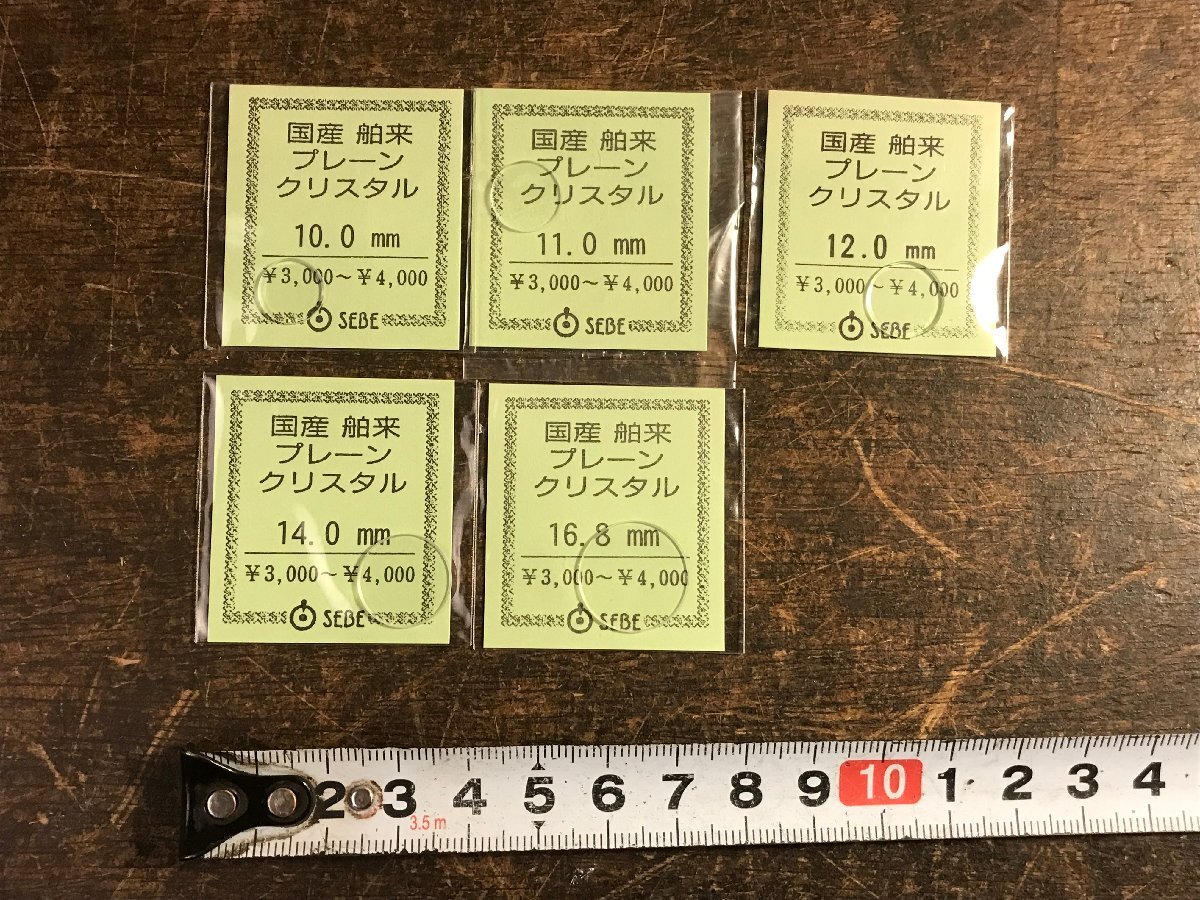 国産 舶来
プレーン
クリスタル
10.0 mm
¥3,000～¥4,000
SEBE
国産 舶来
プレーン
クリスタル
11.0 mm
¥3,000～¥4,000
SEBE
国産 舶来
プレーン
クリスタル
12.0 mm
¥3,000～¥4,000
SEBE
国産 舶来
プレーン
クリスタル
14.0 mm
¥3,000～¥4,000
SEBE
国産 舶来
プレーン
クリスタル
16.8 mm
¥3,000～¥4,000
SEBE
2 3 4 5 6 7 8 9 10 1 2 3 4
3.5 m